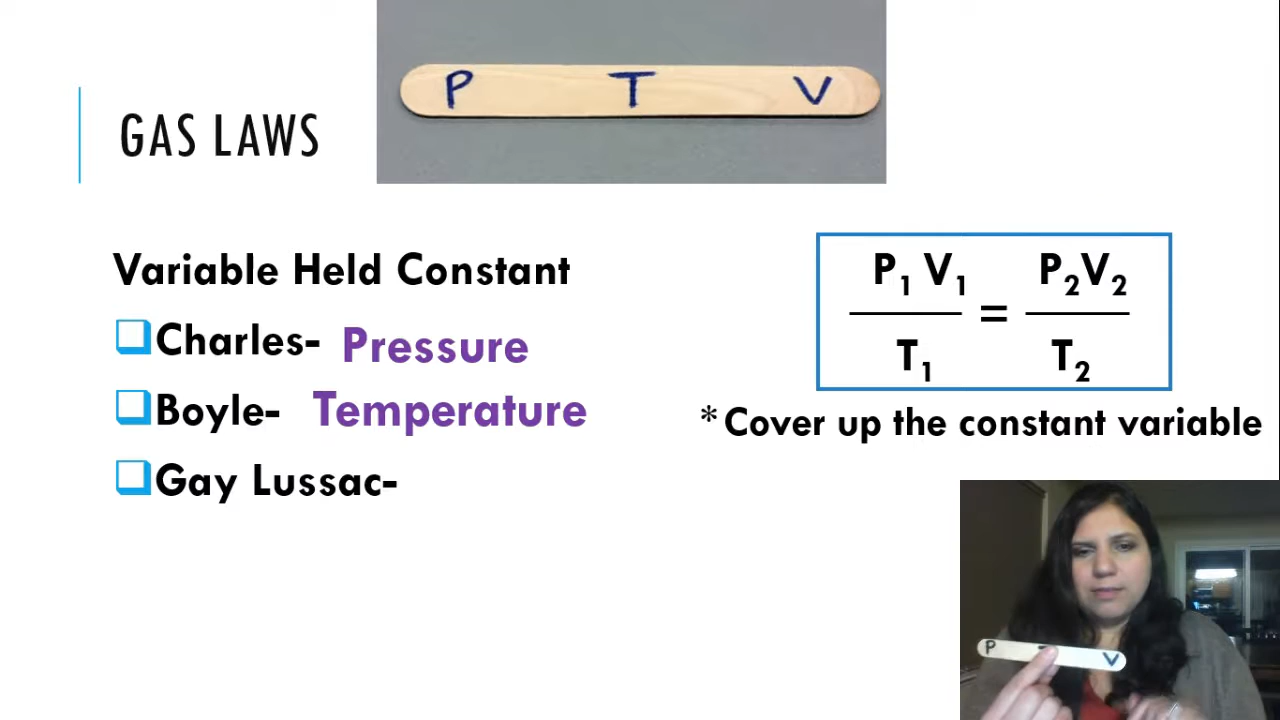 P T V
GAS LAWS
Variable Held Constant
Charles- Pressure
Boyle- Temperature
Gay Lussac-
P₁ V₁ = P₂V₂
T₁ T₂
*Cover up the constant variable
P T V